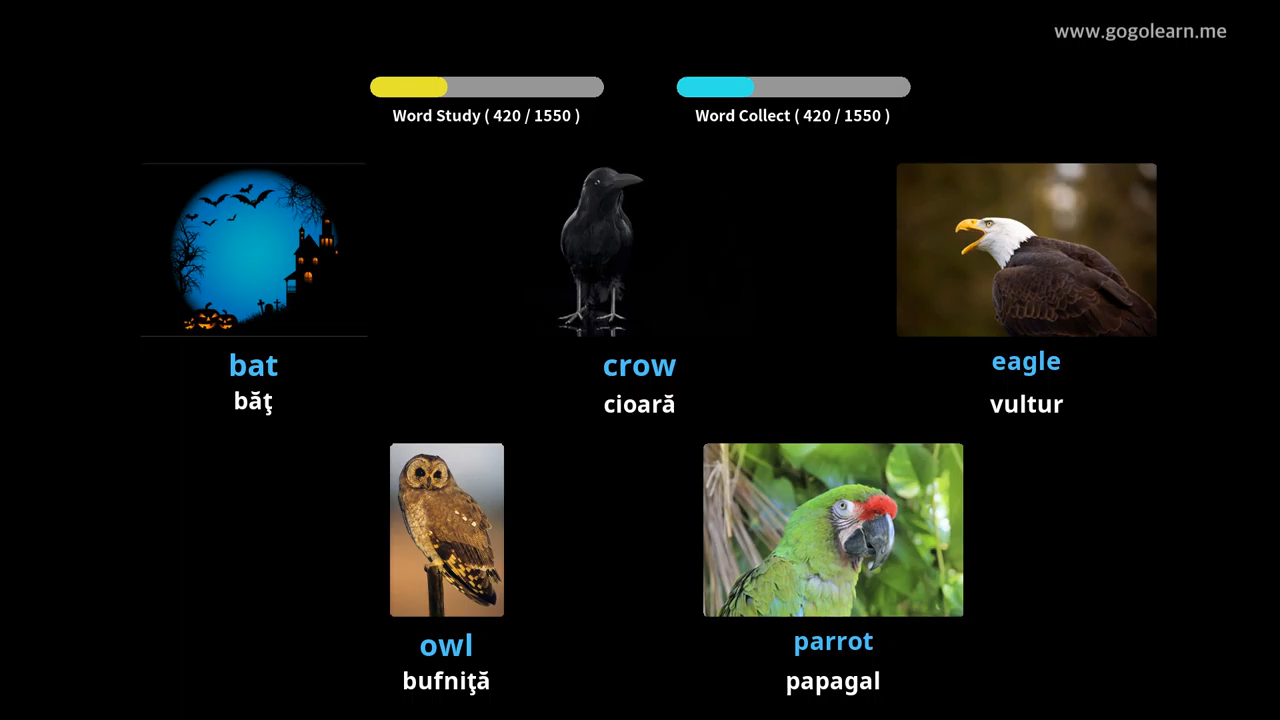 www.gogolearn.me
Word Study ( 420 / 1550 )
Word Collect ( 420 / 1550 )
bat
băţ
crow
cioară
eagle
vultur
owl
bufniţă
parrot
papagal